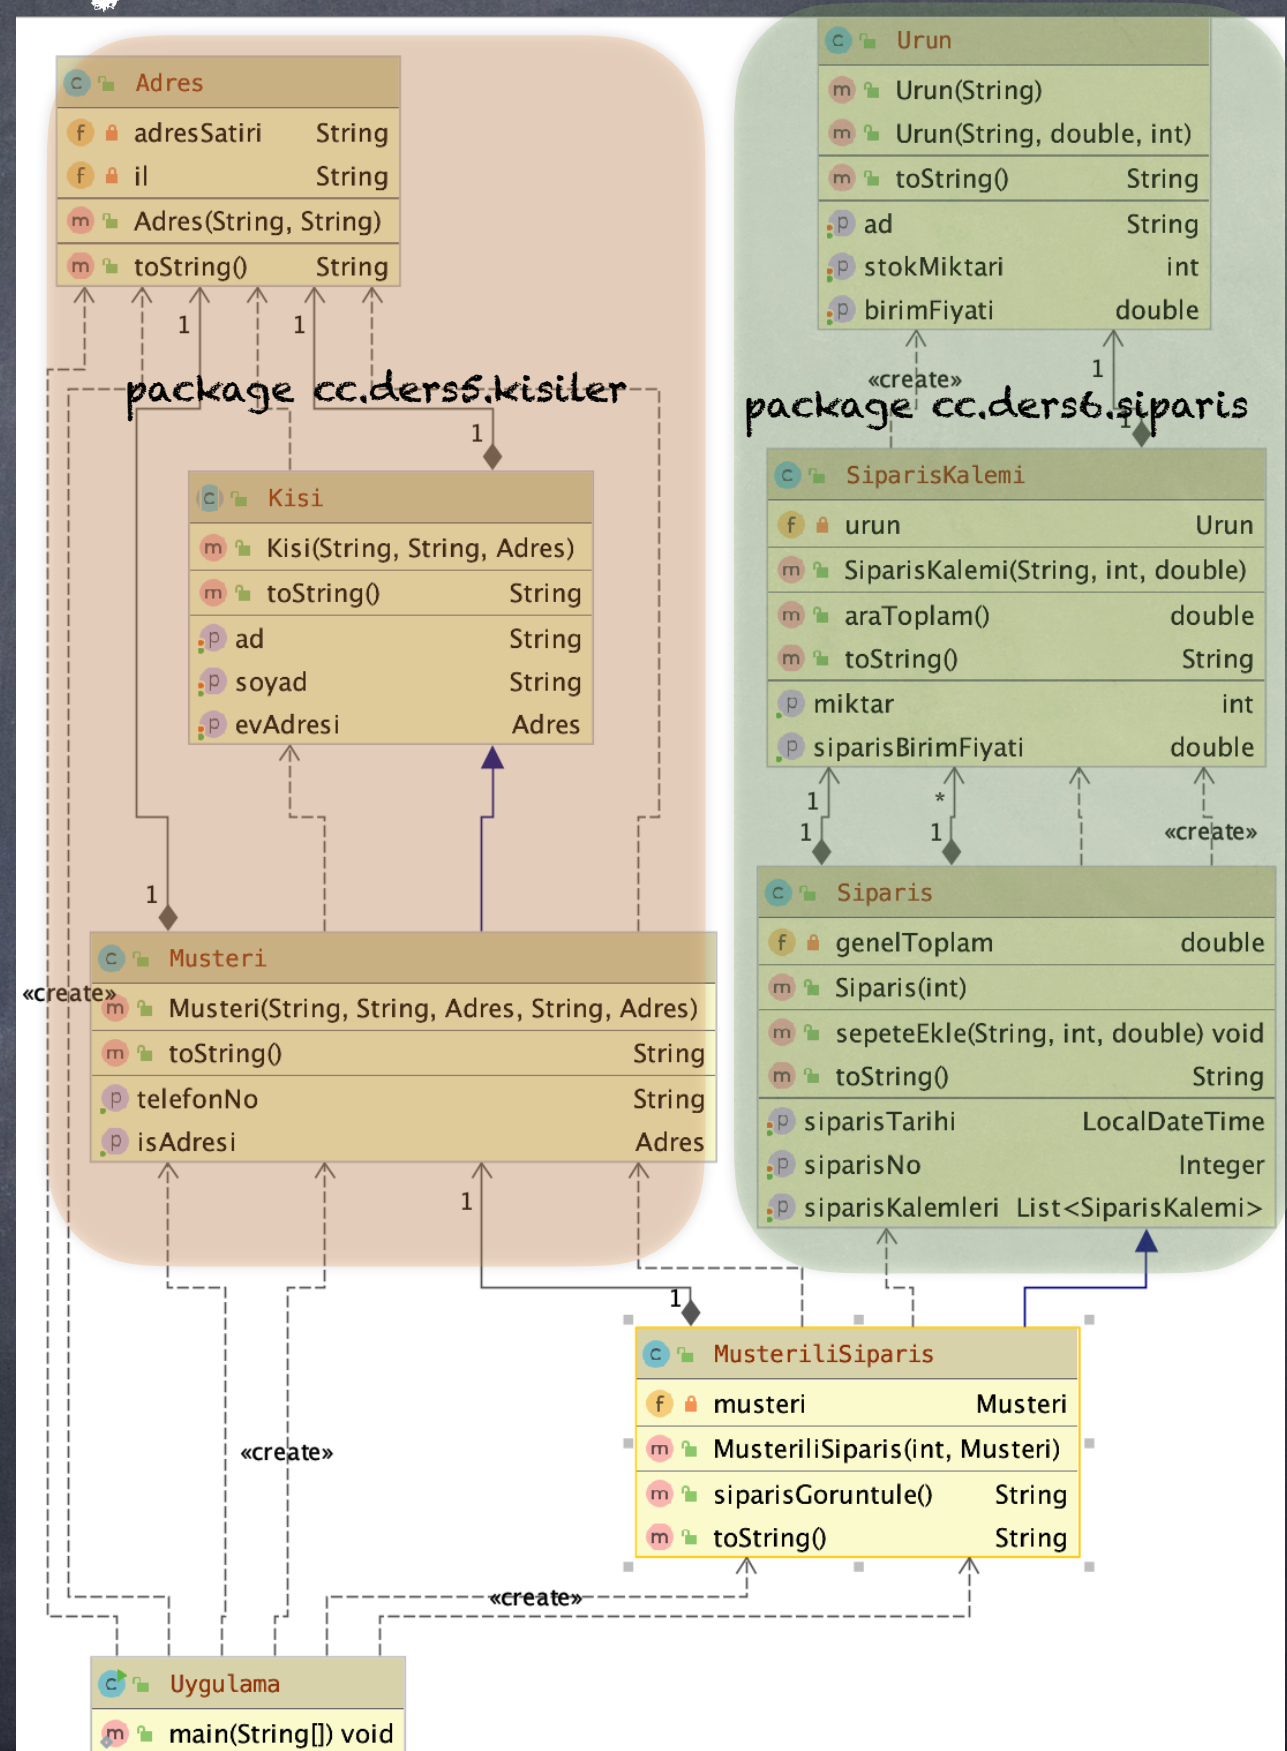 Adres
adresSatiri String
il String
Adres(String, String)
toString() String
1
1
package cc.ders5.kisiler
1
Kisi
Kisi(String, String, Adres)
toString() String
ad String
soyad String
evAdresi Adres
1
Musteri
«create»
Musteri(String, String, Adres, String, Adres)
toString() String
telefonNo String
isAdresi Adres
1
Urun
Urun(String)
Urun(String, double, int)
toString() String
ad String
stokMiktari int
birimFiyati double
«create»
1
package cc.ders6.siparis
1
SiparisKalemi
urun Urun
SiparisKalemi(String, int, double)
araToplam() double
toString() String
miktar int
siparisBirimFiyati double
1 *
1 1 «create»
Siparis
genelToplam double
Siparis(int)
sepeteEkle(String, int, double) void
toString() String
siparisTarihi LocalDateTime
siparisNo Integer
siparisKalemleri List<SiparisKalemi>
1
MusteriliSiparis
musteri Musteri
MusteriliSiparis(int, Musteri)
siparisGoruntule() String
toString() String
«create»
«create»
Uygulama
main(String[]) void